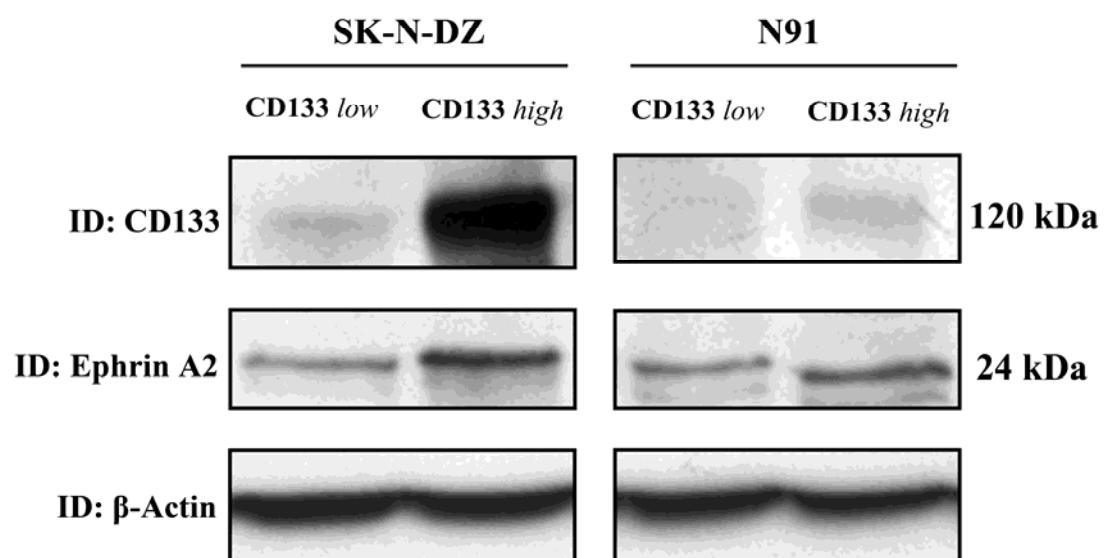 SK-N-DZ N91
CD133 low CD133 high CD133 low CD133 high
ID: CD133 120 kDa
ID: Ephrin A2 24 kDa
ID: β-Actin